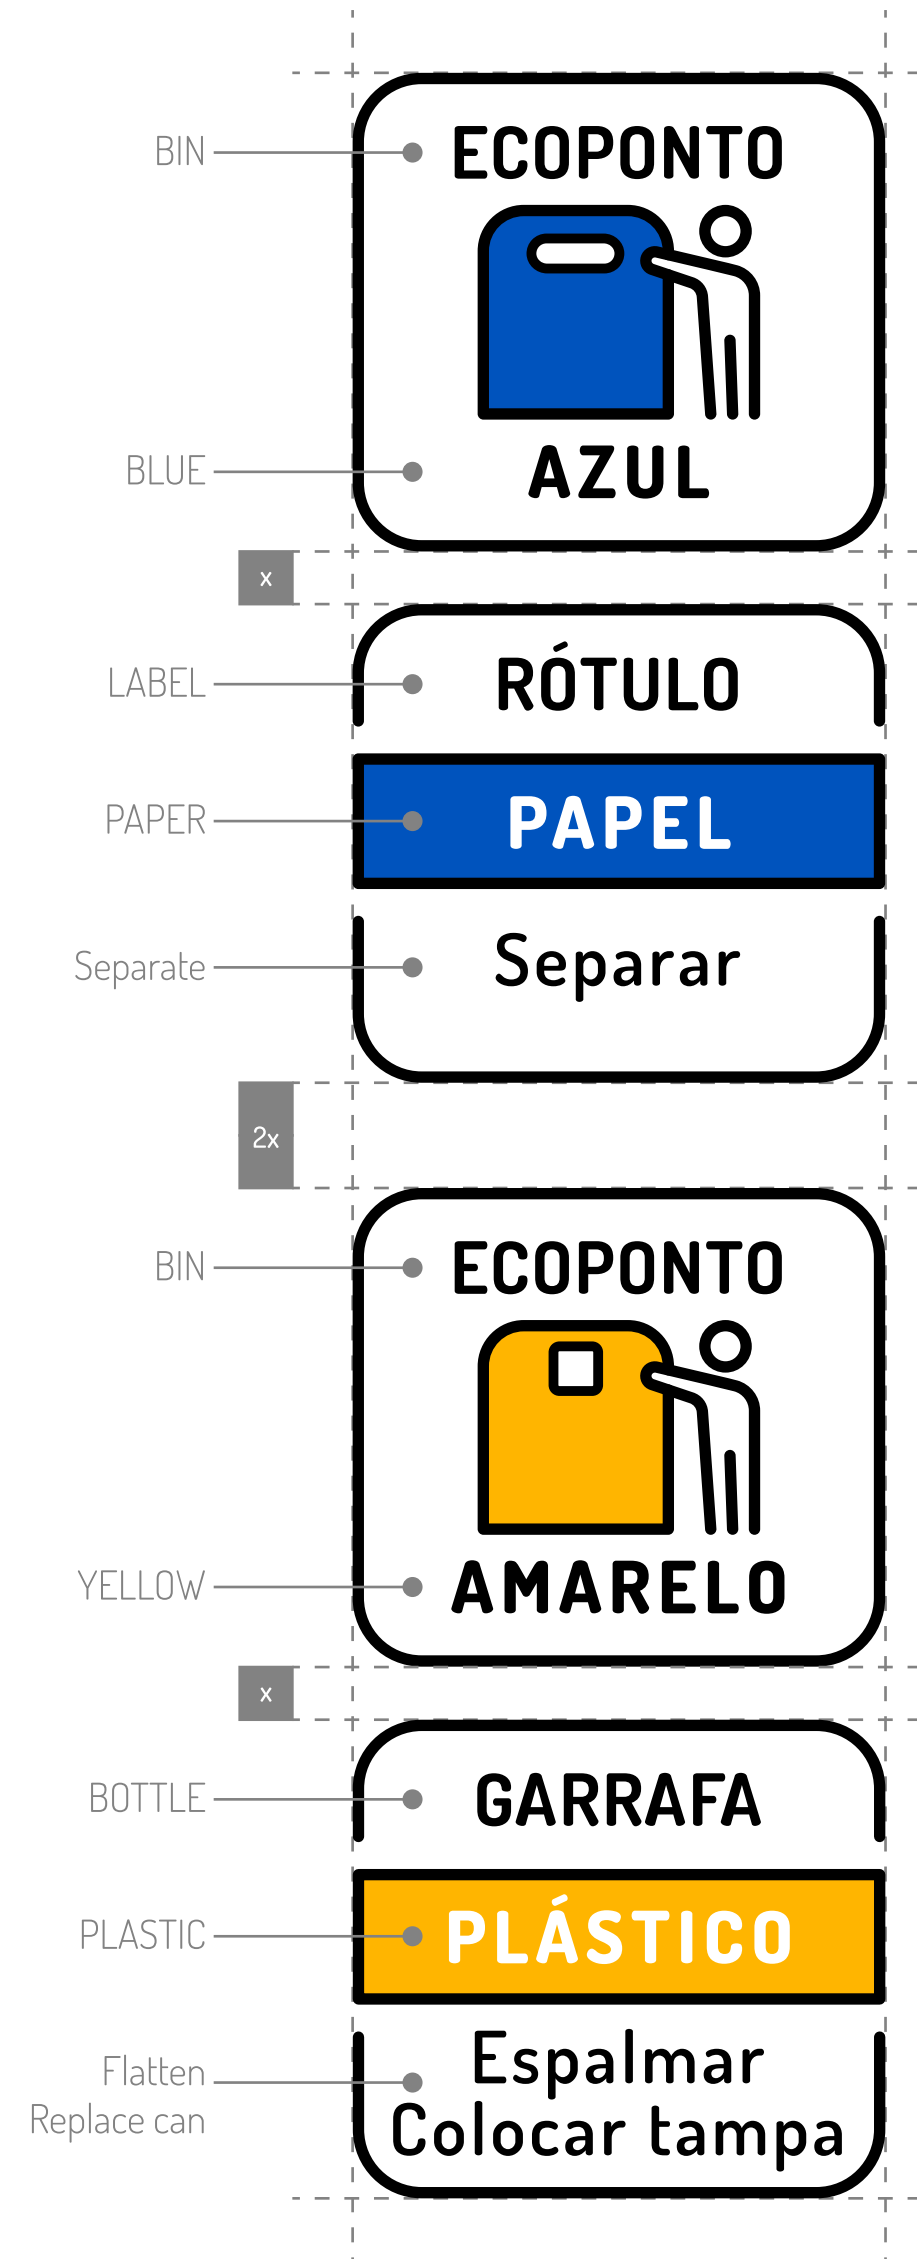 BIN
ECOPONTO
BLUE
AZUL
x
LABEL
RÓTULO
PAPER
PAPEL
Separate
Separar
2x
BIN
ECOPONTO
YELLOW
AMARELO
x
BOTTLE
GARRAFA
PLASTIC
PLÁSTICO
Flatten
Replace can
Espalmar
Colocar tampa